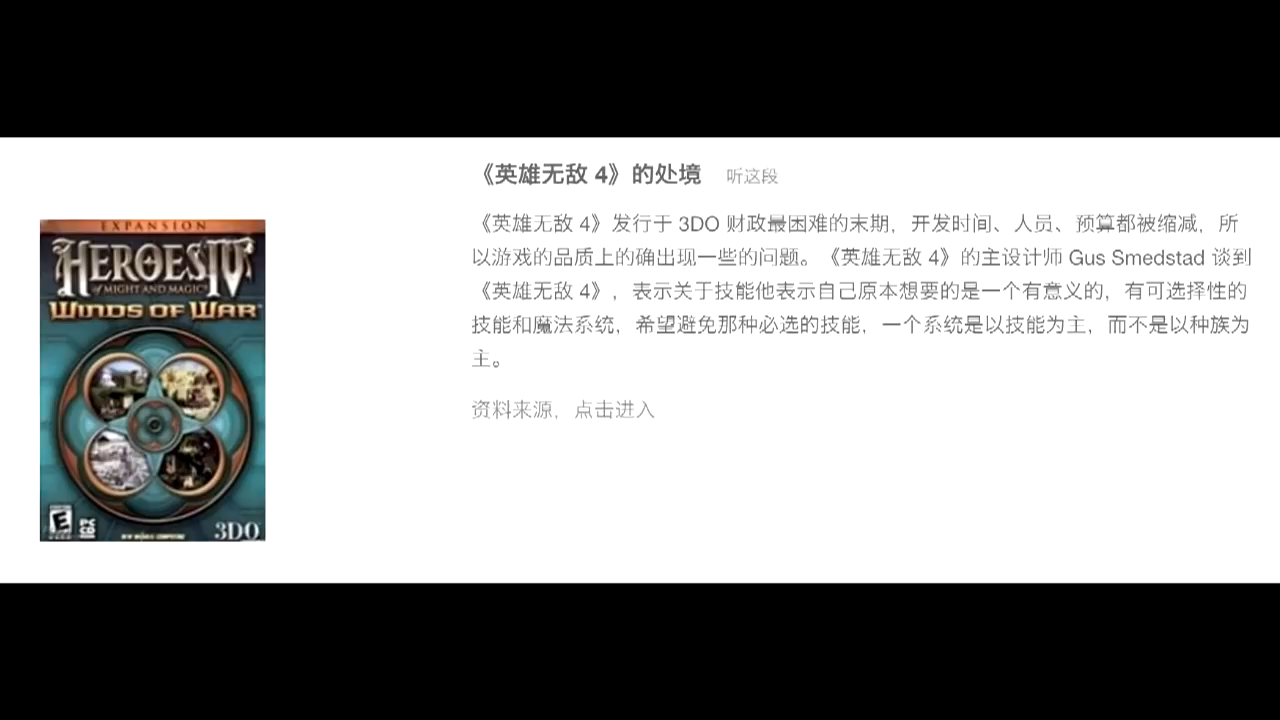 EXPANSION
HEROES IV
of MIGHT AND MAGIC
WINDS OF WAR
E
PC
CD
3DO
《英雄无敌 4》的处境 听这段
《英雄无敌 4》发行于 3DO 财政最困难的末期，开发时间、人员、预算都被缩减，所
以游戏的品质上的确出现一些的问题。《英雄无敌 4》的主设计师 Gus Smedstad 谈到
《英雄无敌 4》，表示关于技能他表示自己原本想要的是一个有意义的，有可选择性的
技能和魔法系统，希望避免那种必选的技能，一个系统是以技能为主，而不是以种族为
主。
资料来源，点击进入